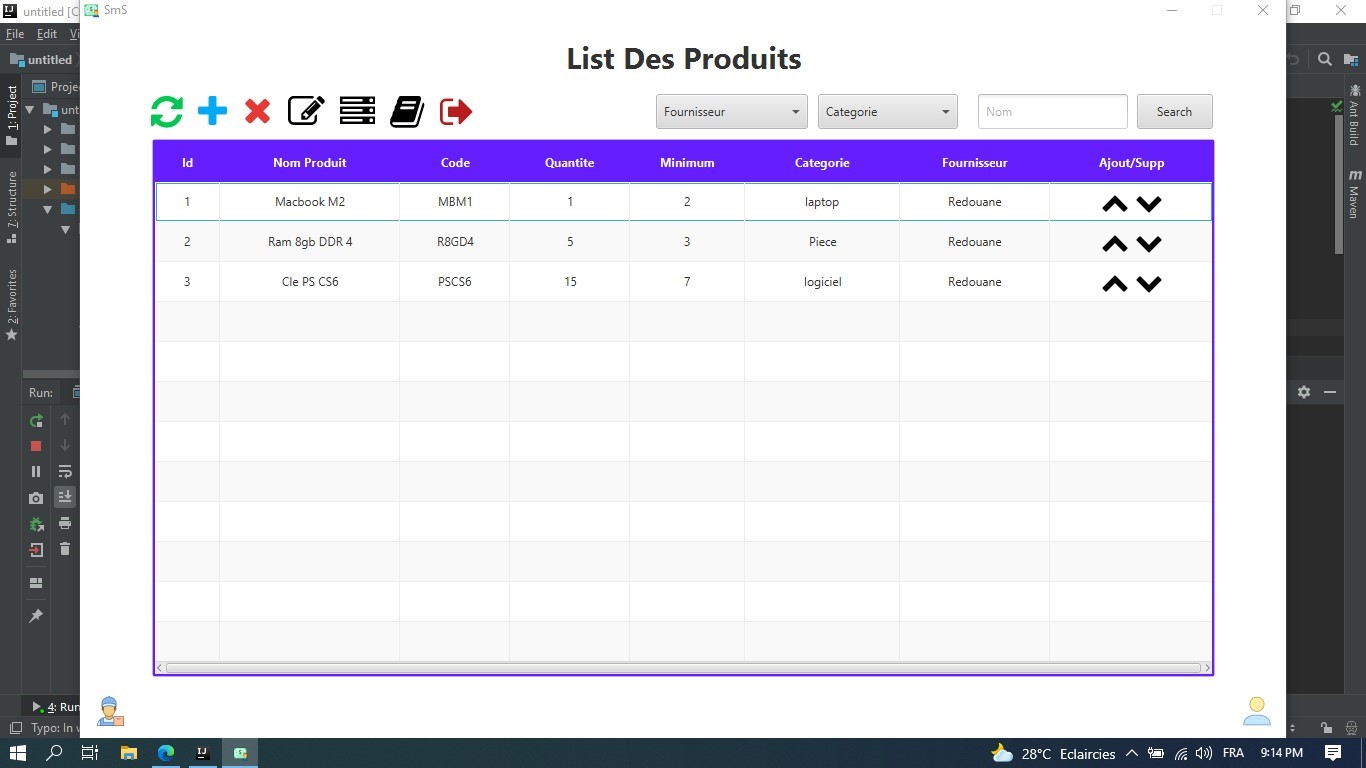 untitled [C
SmS
File Edit Vi
untitled
List Des Produits
Proje
unt
1: Project
7: Structure
2: Favorites
Fournisseur
Categorie
Nom
Search
Ant Build
Maven
Id Nom Produit Code Quantite Minimum Categorie Fournisseur Ajout/Supp
1 Macbook M2 MBM1 1 2 laptop Redouane
2 Ram 8gb DDR 4 R8GD4 5 3 Piece Redouane
3 Cle PS CS6 PSCS6 15 7 logiciel Redouane
Run:
4: Run
Typo: In w
28°C Eclaircies FRA 9:14 PM